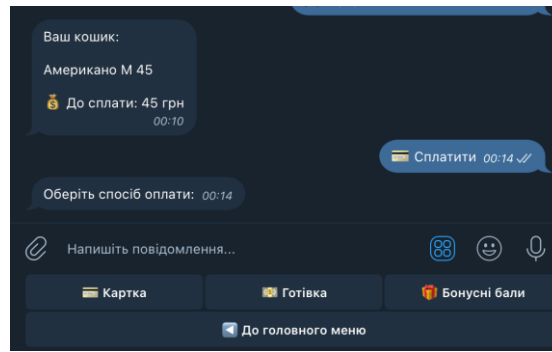 Ваш кошик:
Американо М 45
💰 До сплати: 45 грн
00:10
💳 Сплатити 00:14
Оберіть спосіб оплати: 00:14
Напишіть повідомлення...
💳 Картка
💵 Готівка
🎁 Бонусні бали
◀️ До головного меню